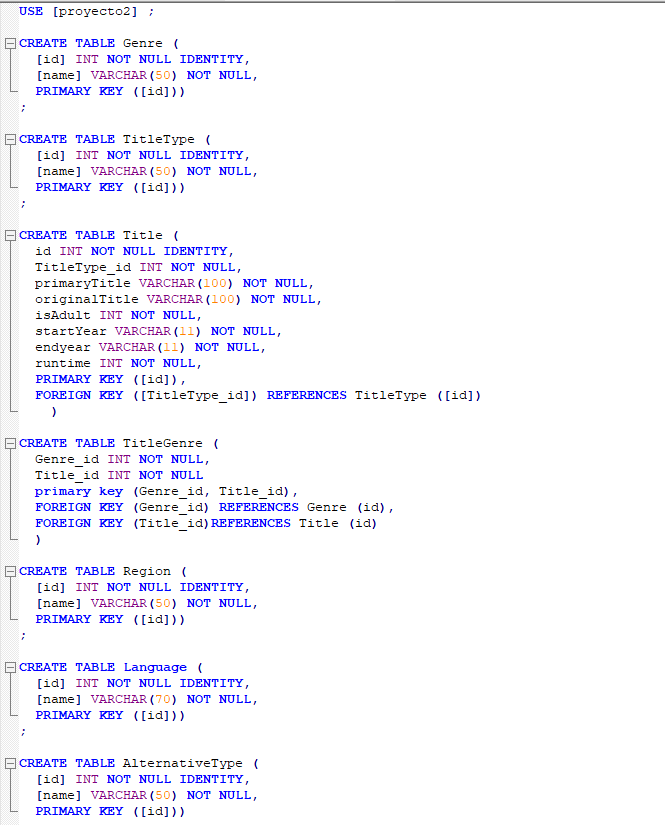 USE [proyecto2] ;
CREATE TABLE Genre (
[id] INT NOT NULL IDENTITY,
[name] VARCHAR(50) NOT NULL,
PRIMARY KEY ([id]))
;
CREATE TABLE TitleType (
[id] INT NOT NULL IDENTITY,
[name] VARCHAR(50) NOT NULL,
PRIMARY KEY ([id]))
;
CREATE TABLE Title (
id INT NOT NULL IDENTITY,
TitleType_id INT NOT NULL,
primaryTitle VARCHAR(100) NOT NULL,
originalTitle VARCHAR(100) NOT NULL,
isAdult INT NOT NULL,
startYear VARCHAR(11) NOT NULL,
endyear VARCHAR(11) NOT NULL,
runtime INT NOT NULL,
PRIMARY KEY ([id]),
FOREIGN KEY ([TitleType_id]) REFERENCES TitleType ([id])
)
CREATE TABLE TitleGenre (
Genre_id INT NOT NULL,
Title_id INT NOT NULL
primary key (Genre_id, Title_id),
FOREIGN KEY (Genre_id) REFERENCES Genre (id),
FOREIGN KEY (Title_id)REFERENCES Title (id)
)
CREATE TABLE Region (
[id] INT NOT NULL IDENTITY,
[name] VARCHAR(50) NOT NULL,
PRIMARY KEY ([id]))
;
CREATE TABLE Language (
[id] INT NOT NULL IDENTITY,
[name] VARCHAR(70) NOT NULL,
PRIMARY KEY ([id]))
;
CREATE TABLE AlternativeType (
[id] INT NOT NULL IDENTITY,
[name] VARCHAR(50) NOT NULL,
PRIMARY KEY ([id]))